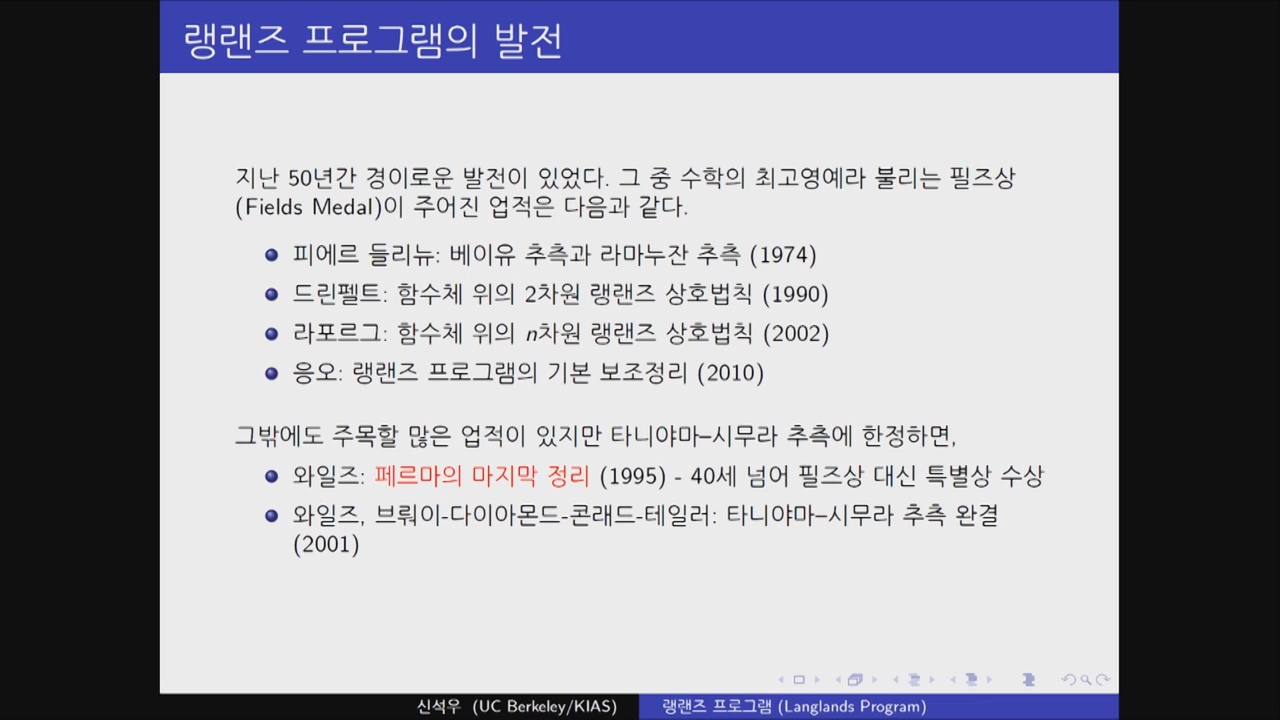 랭랜즈 프로그램의 발전
지난 50년간 경이로운 발전이 있었다. 그 중 수학의 최고영예라 불리는 필즈상
(Fields Medal)이 주어진 업적은 다음과 같다.
피에르 들리뉴: 베이유 추측과 라마누잔 추측 (1974)
드린펠트: 함수체 위의 2차원 랭랜즈 상호법칙 (1990)
라포르그: 함수체 위의 n차원 랭랜즈 상호법칙 (2002)
응오: 랭랜즈 프로그램의 기본 보조정리 (2010)
그밖에도 주목할 많은 업적이 있지만 타니야마–시무라 추측에 한정하면,
와일즈: 페르마의 마지막 정리 (1995) - 40세 넘어 필즈상 대신 특별상 수상
와일즈, 브뤄이-다이아몬드-콘래드-테일러: 타니야마–시무라 추측 완결
(2001)
신석우 (UC Berkeley/KIAS)
랭랜즈 프로그램 (Langlands Program)